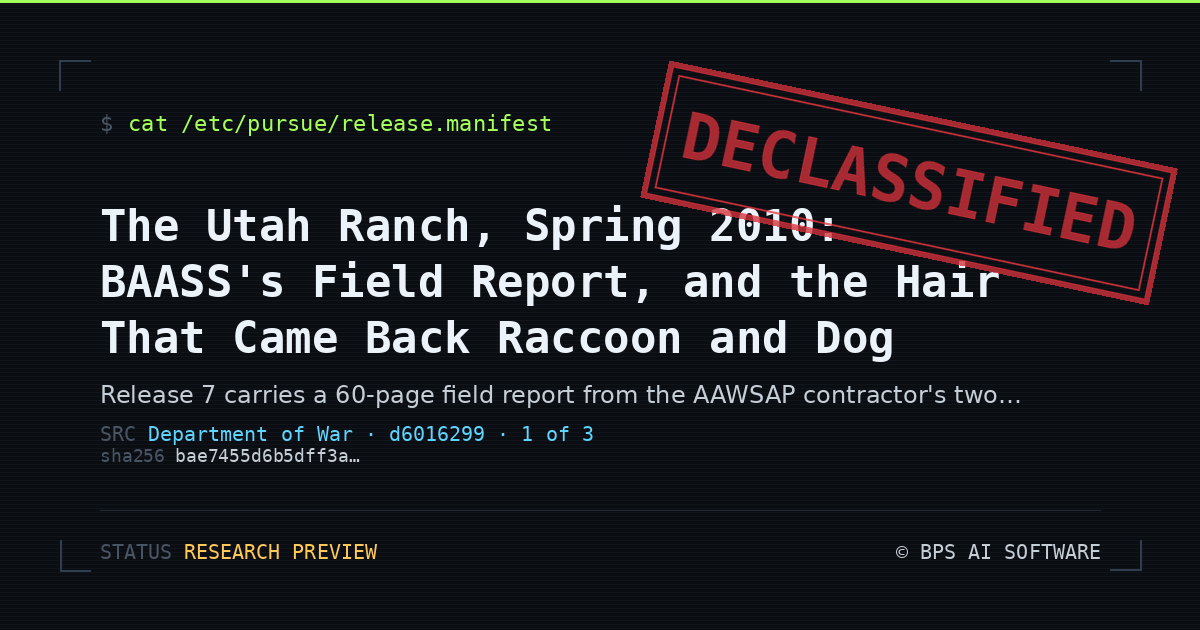 $ cat /etc/pursue/release.manifest
DECLASSIFIED
The Utah Ranch, Spring 2010:
BAASS's Field Report, and the Hair
That Came Back Raccoon and Dog
Release 7 carries a 60-page field report from the AAWSAP contractor's two…
SRC Department of War · d6016299 · 1 of 3
sha256 bae7455d6b5dff3a…
STATUS RESEARCH PREVIEW
© BPS AI SOFTWARE